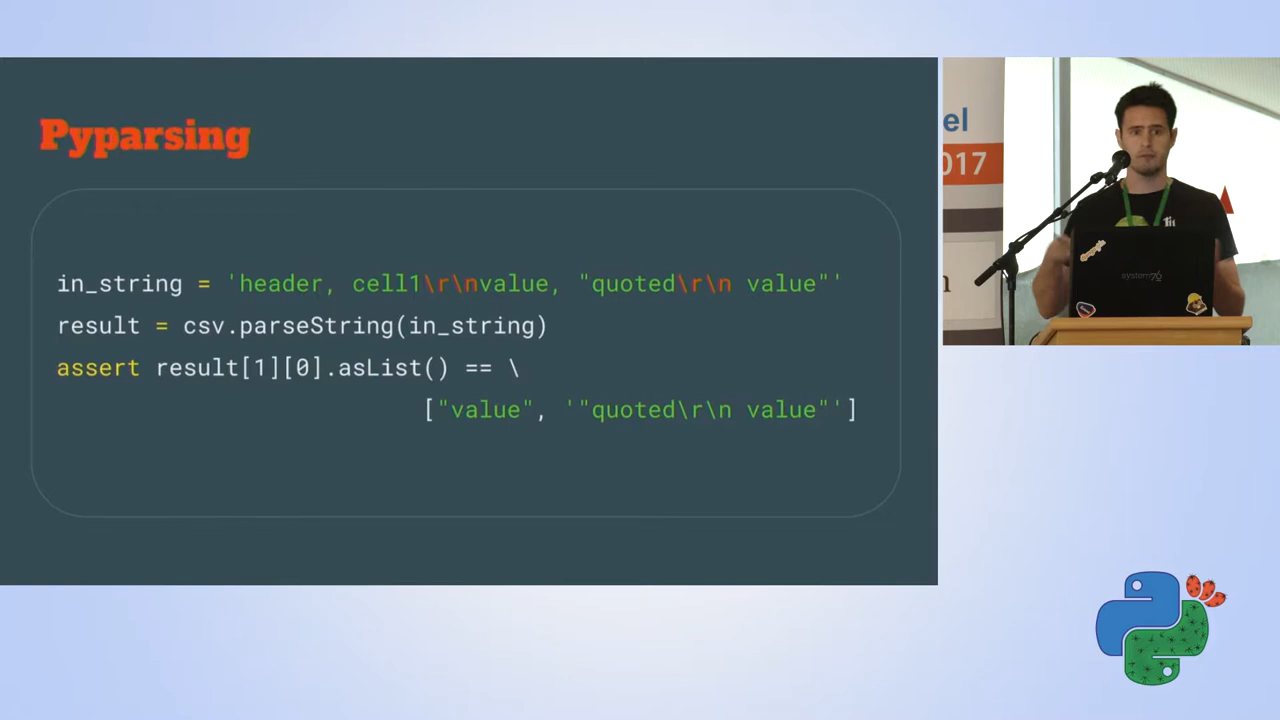 Pyparsing
in_string = 'header, cell1\r\nvalue, "quoted\r\n value"'
result = csv.parseString(in_string)
assert result[1][0].asList() == \
["value", '"quoted\r\n value"']
el
017
system76